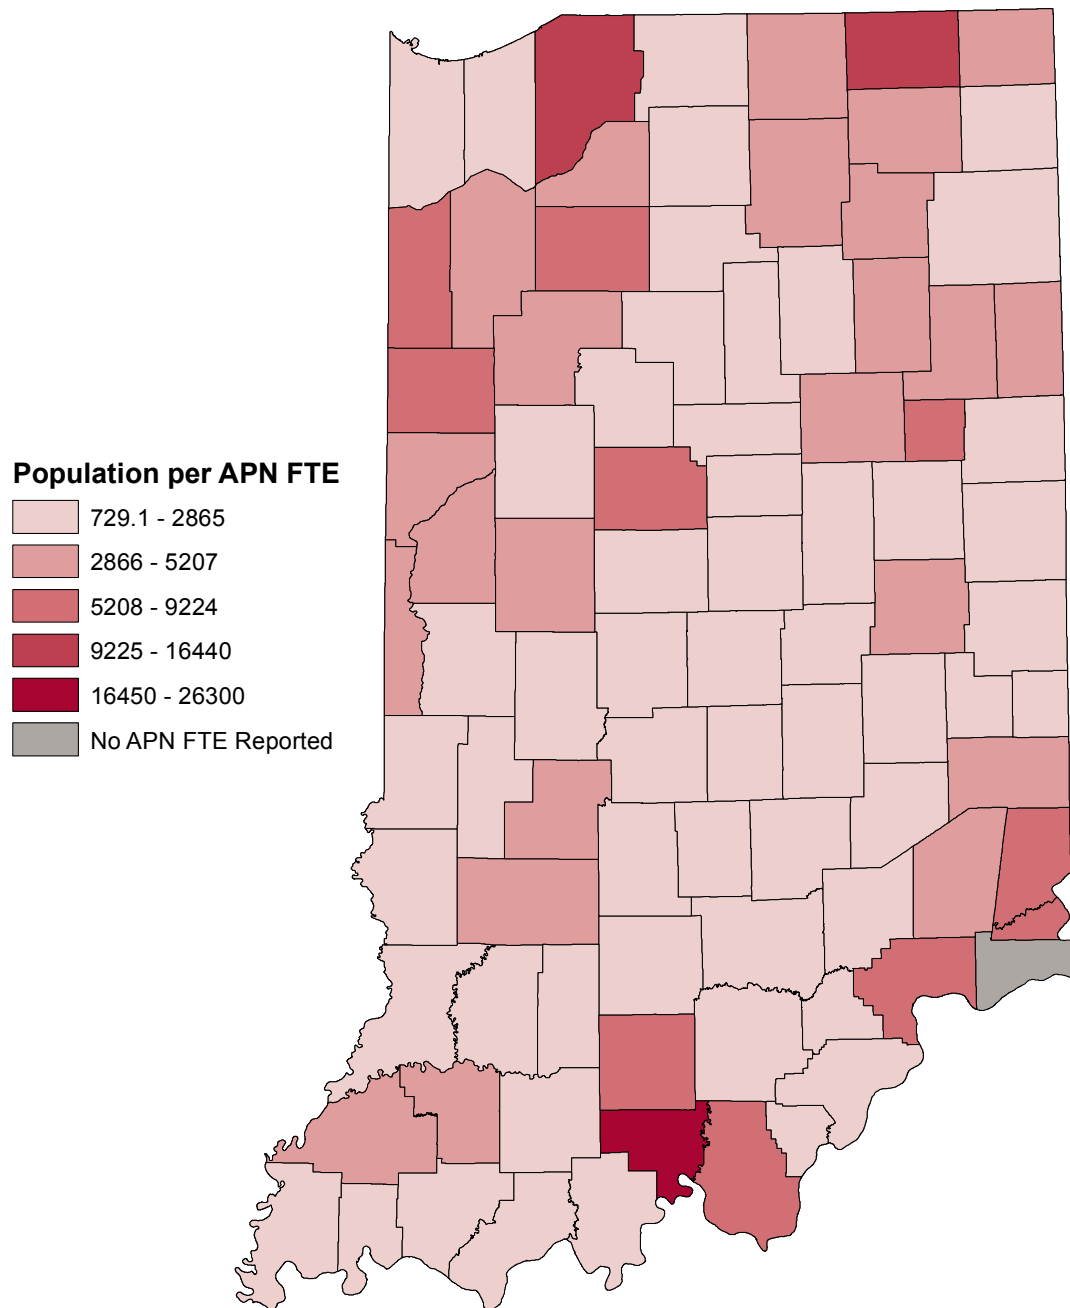 Population per APN FTE
729.1 - 2865
2866 - 5207
5208 - 9224
9225 - 16440
16450 - 26300
No APN FTE Reported